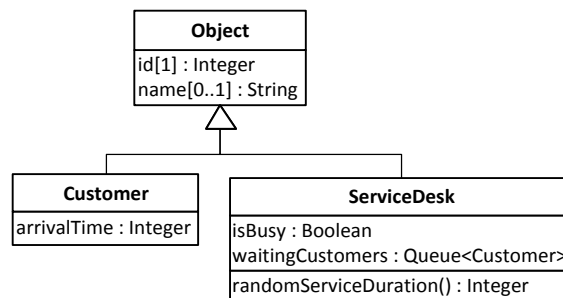 Object
id[1] : Integer
name[0..1] : String
Customer
arrivalTime : Integer
ServiceDesk
isBusy : Boolean
waitingCustomers : Queue<Customer>
randomServiceDuration() : Integer